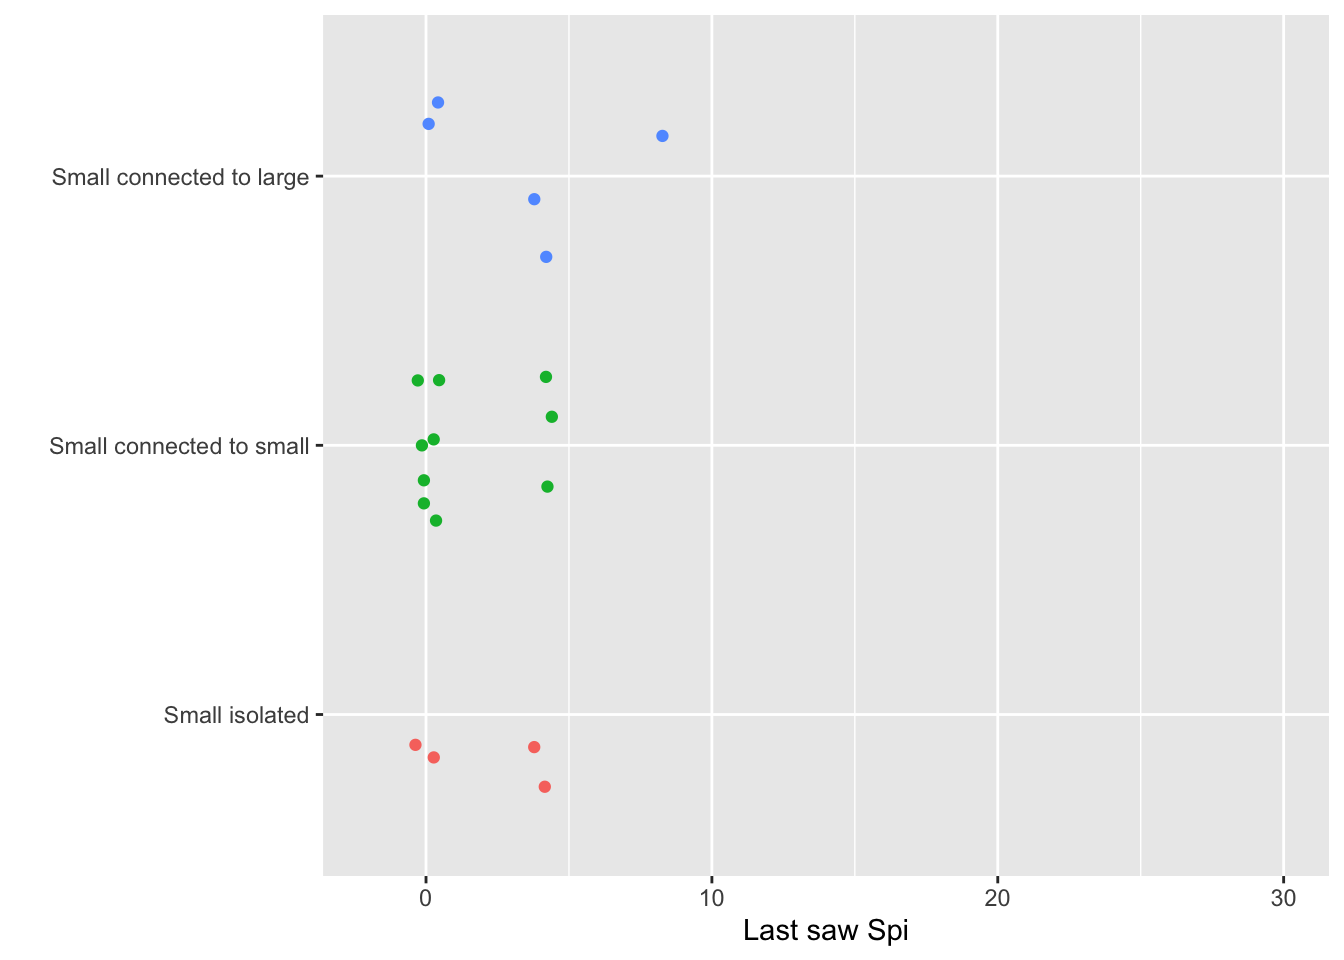 Small connected to large
Small connected to small
Small isolated
0 10 20 30
Last saw Spi